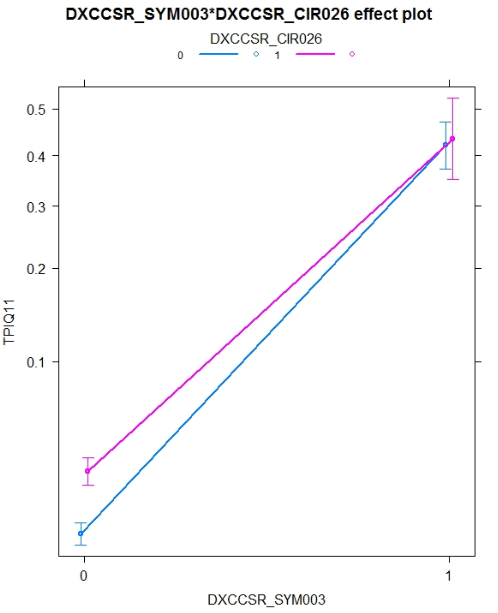 DXCCSR_SYM003*DXCCSR_CIR026 effect plot
DXCCSR_CIR026
0 1
0.5
0.4
0.3
0.2
0.1
TPIQ11
0 1
DXCCSR_SYM003